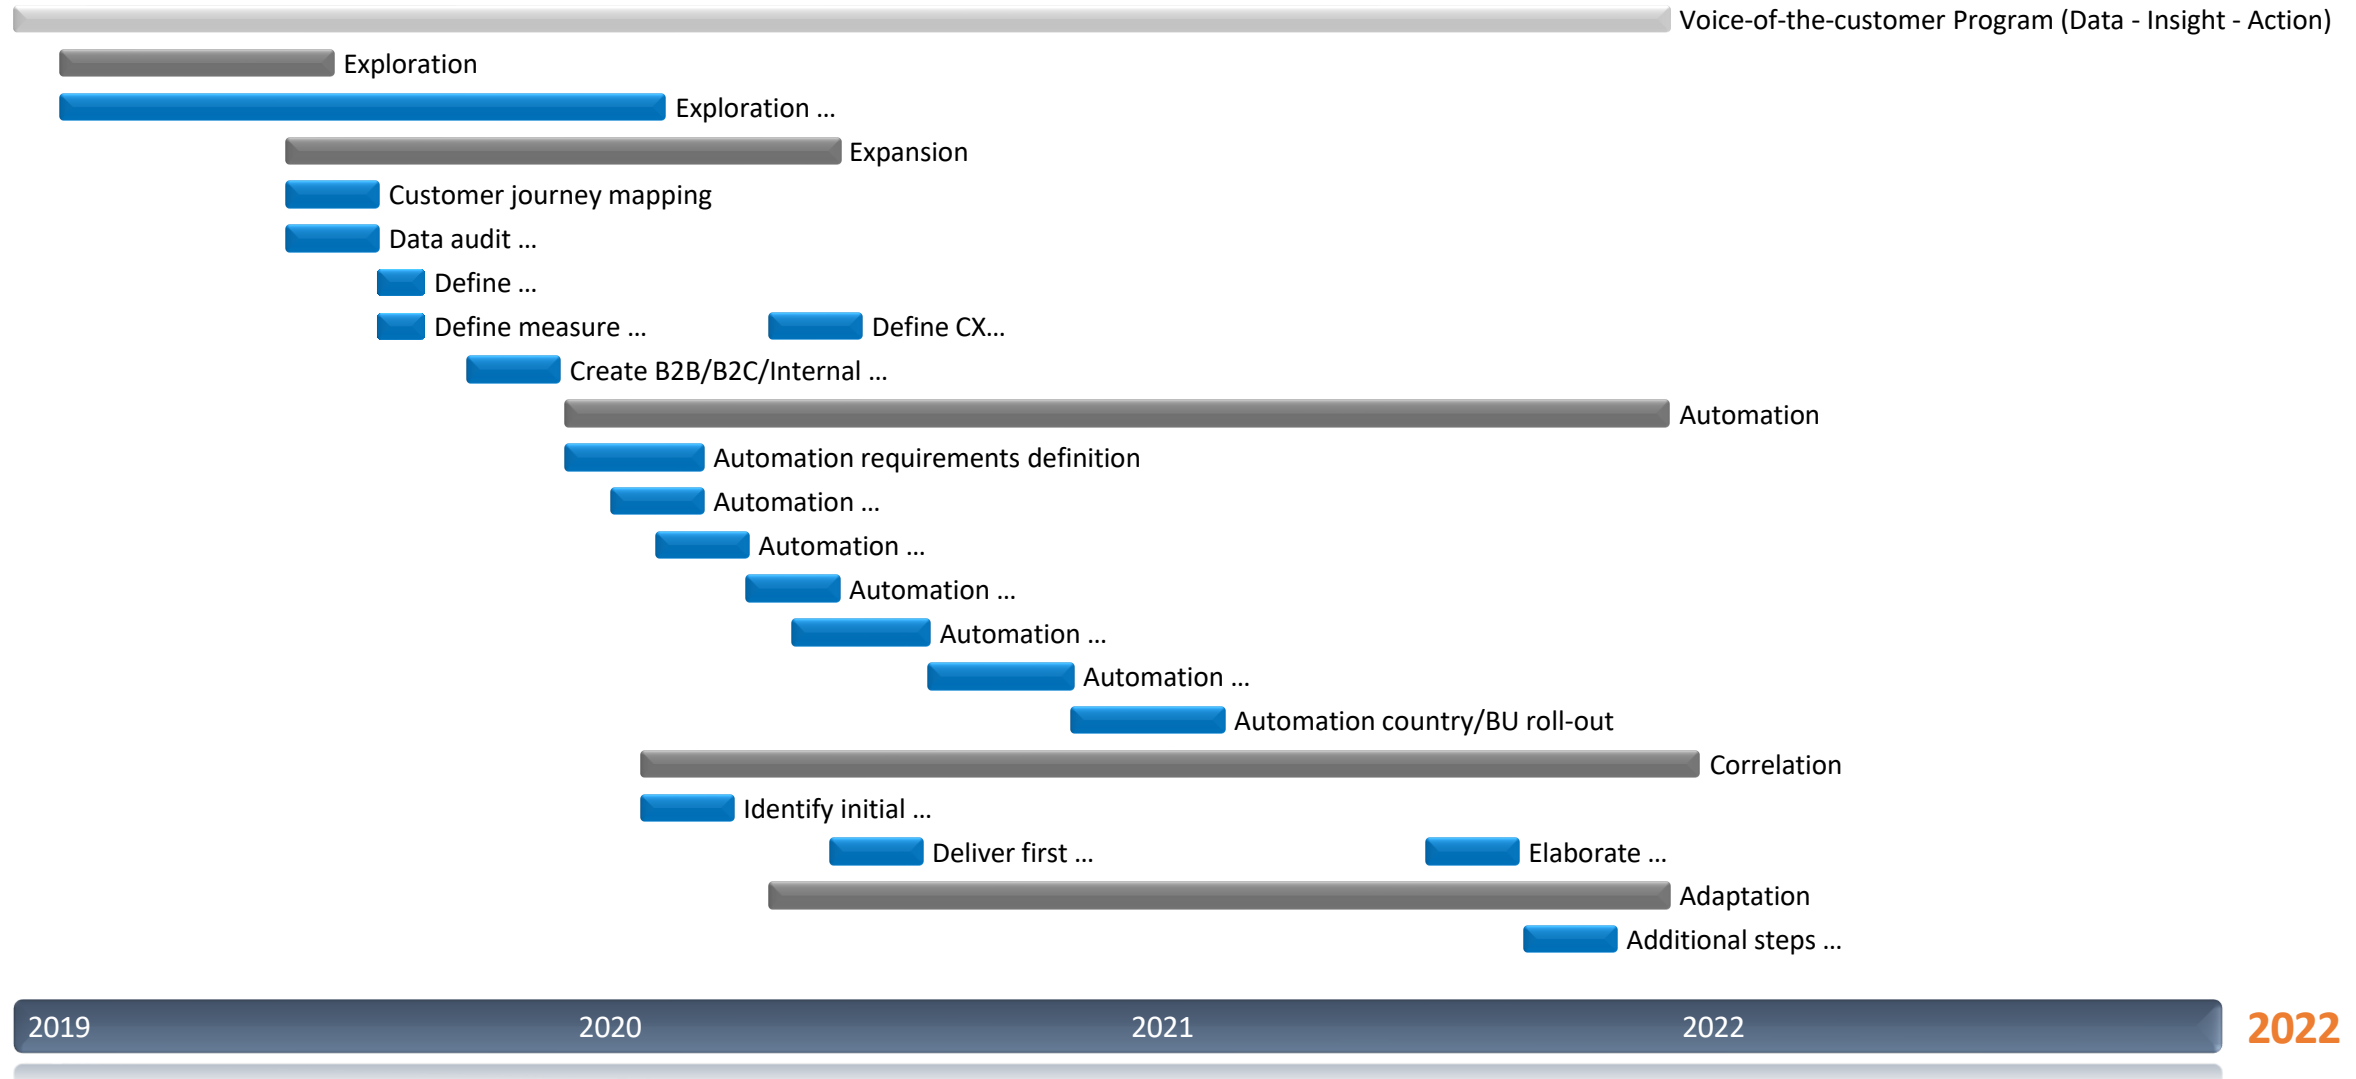 Voice-of-the-customer Program (Data - Insight - Action)
Exploration
Exploration ...
Expansion
Customer journey mapping
Data audit ...
Define ...
Define measure ... Define CX...
Create B2B/B2C/Internal ...
Automation
Automation requirements definition
Automation ...
Automation ...
Automation ...
Automation ...
Automation ...
Automation country/BU roll-out
Correlation
Identify initial ...
Deliver first ... Elaborate ...
Adaptation
Additional steps ...
2019 2020 2021 2022 2022